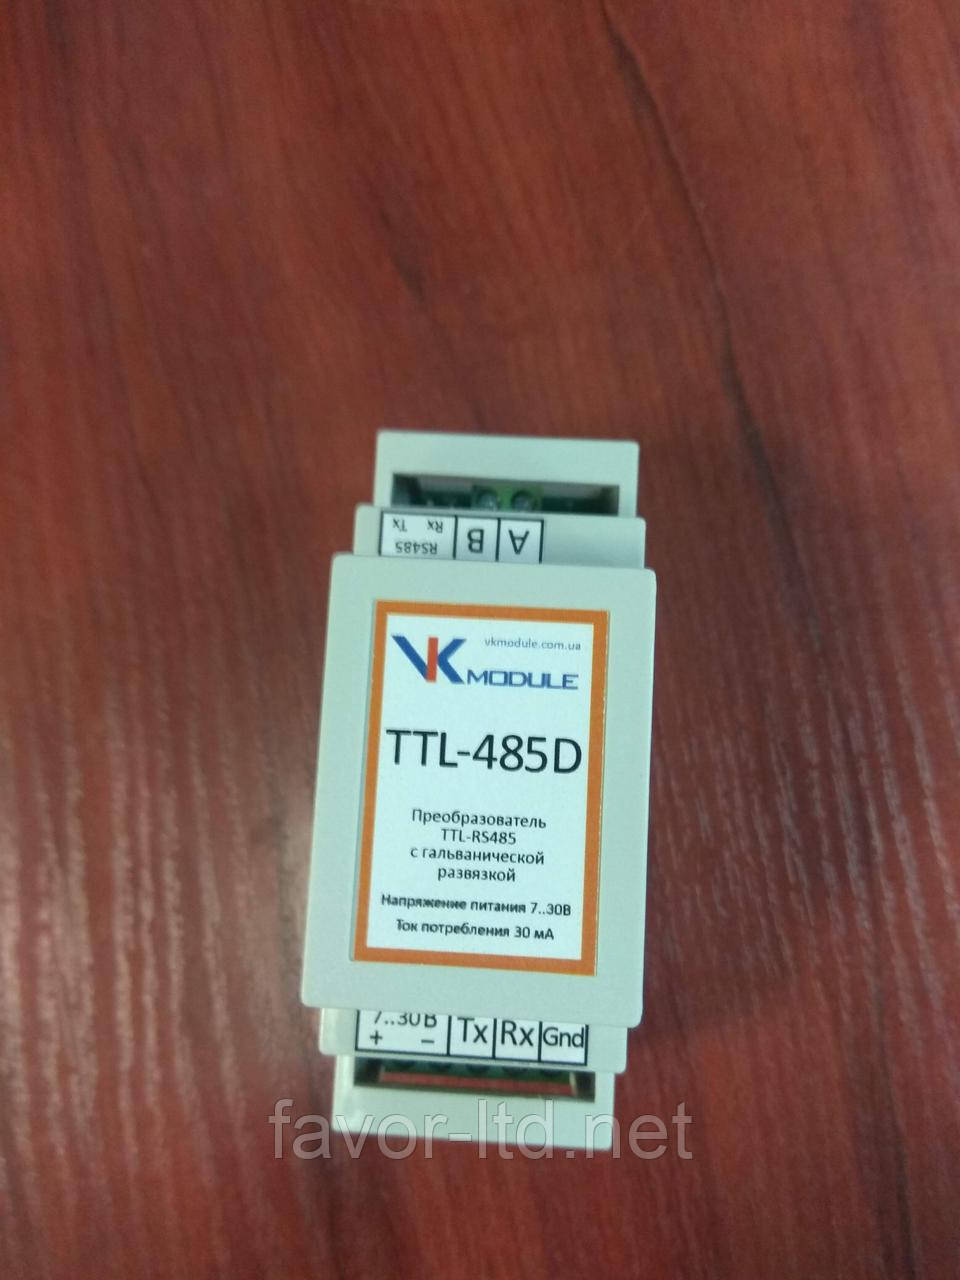 Tx Rx
RS485
B
A
vkmodule.com.ua
VK MODULE
TTL-485D
Преобразователь
TTL-RS485
с гальванической
развязкой
Напряжение питания 7..30В
Ток потребления 30 мА
7..30В
+ –
Tx
Rx
Gnd
favor-ltd.net